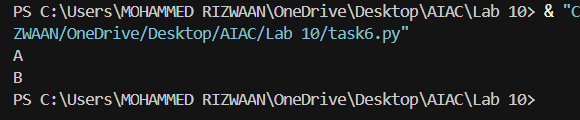 PS C:\Users\MOHAMMED RIZWAAN\OneDrive\Desktop\AIAC\Lab 10> & "C
ZWAAN/OneDrive/Desktop/AIAC/Lab 10/task6.py"
A
B
PS C:\Users\MOHAMMED RIZWAAN\OneDrive\Desktop\AIAC\Lab 10>